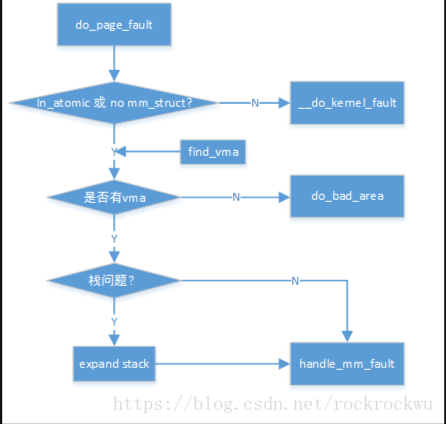 do_page_fault
In_atomic 或 no mm_struct?
N
__do_kernel_fault
Y
find_vma
是否有vma
N
do_bad_area
Y
栈问题?
N
Y
expand stack
handle_mm_fault
https://blog.csdn.net/rockrockwu